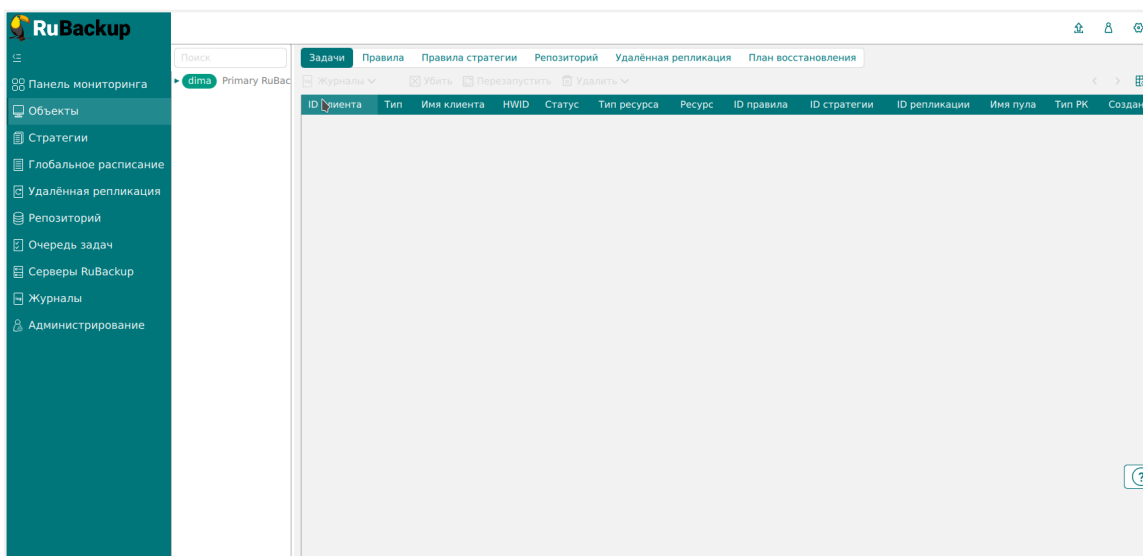 RuBackup
Поиск
Задачи Правила Правила стратегии Репозиторий Удалённая репликация План восстановления
Панель мониторинга
dima Primary RuBac
Журналы Убить Перезапустить Удалить
Объекты
ID клиента Тип Имя клиента HWID Статус Тип ресурса Ресурс ID правила ID стратегии ID репликации Имя пула Тип РК Создан
Стратегии
Глобальное расписание
Удалённая репликация
Репозиторий
Очередь задач
Серверы RuBackup
Журналы
Администрирование